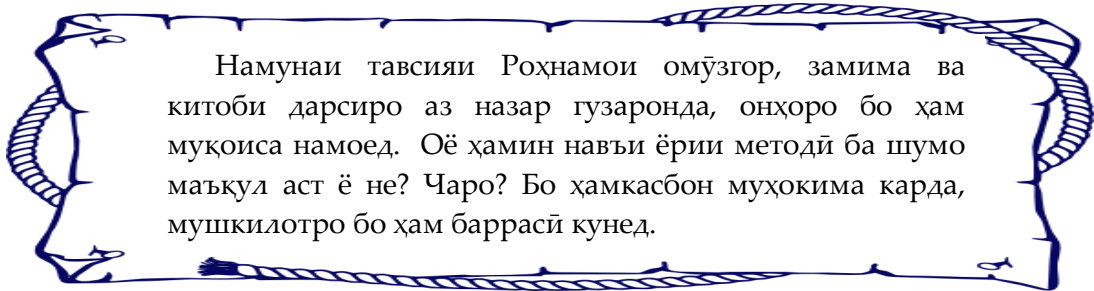 Намунаи тавсияи Роҳнамои омӯзгор, замима ва
китоби дарсиро аз назар гузаронда, онҳоро бо ҳам
муқоиса намоед. Оё ҳамин навъи ёрии методӣ ба шумо
маъқул аст ё не? Чаро? Бо ҳамкасбон муҳокима карда,
мушкилотро бо ҳам баррасӣ кунед.